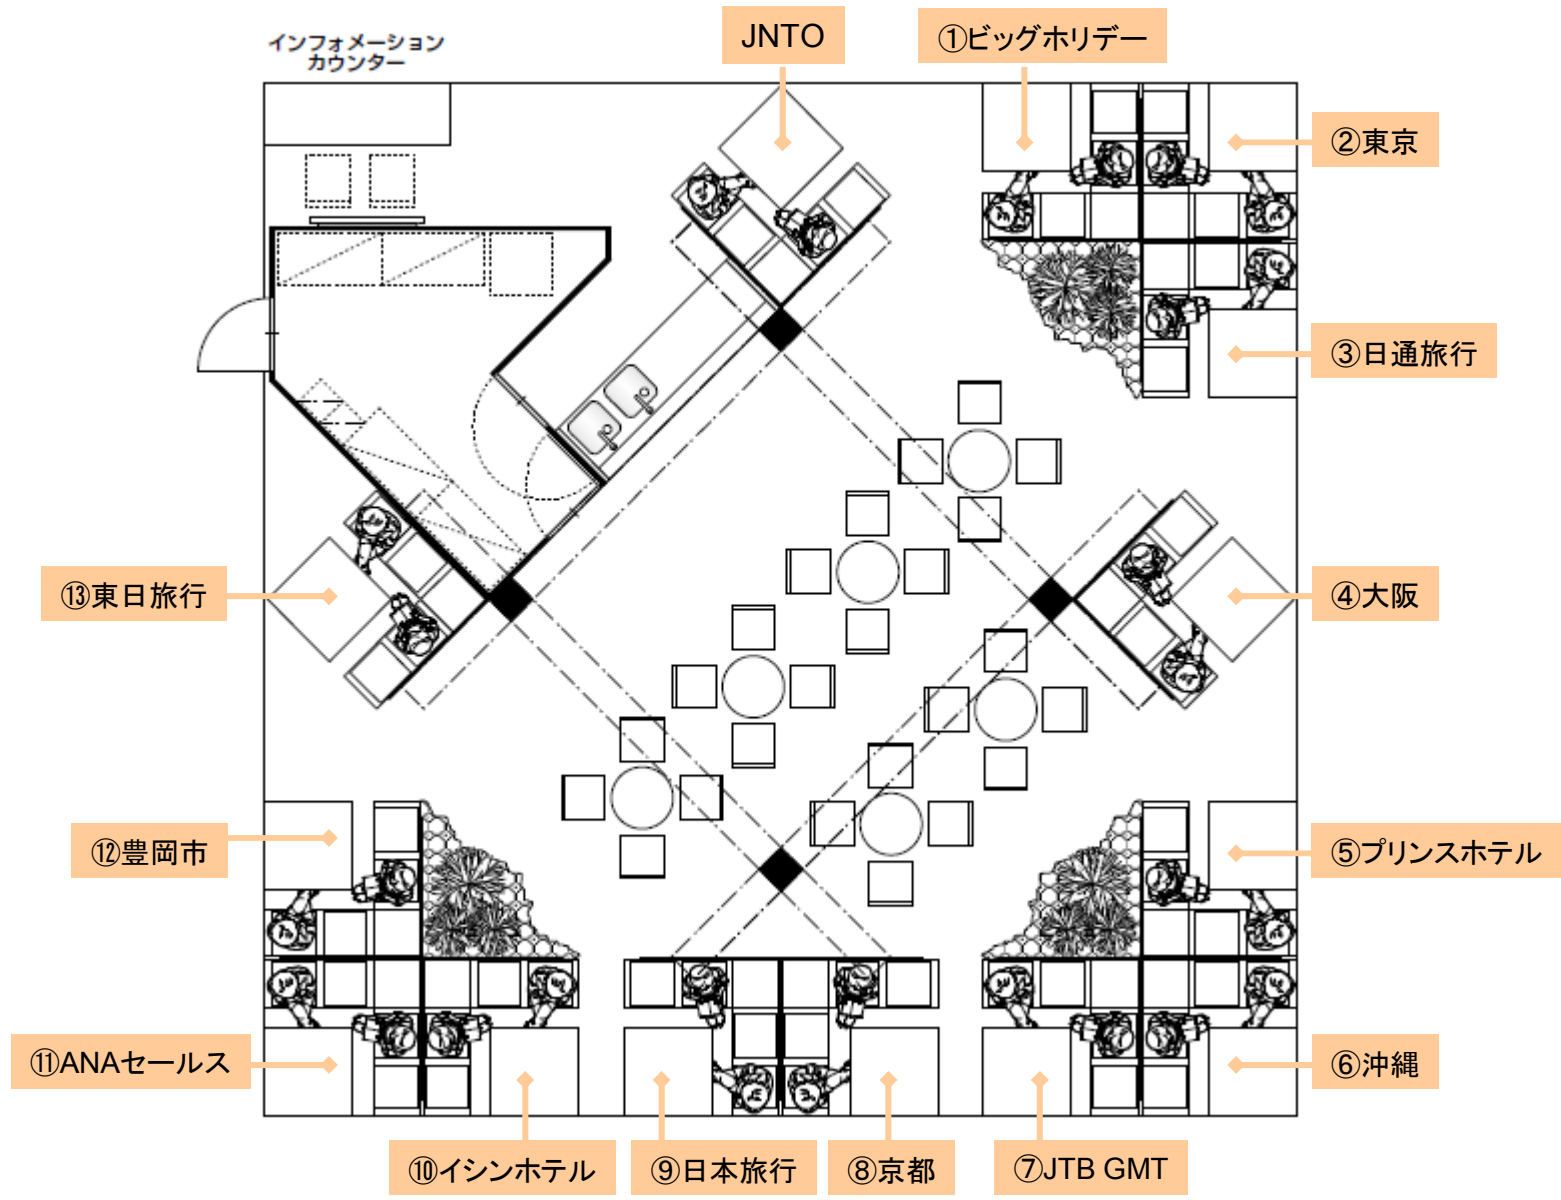 インフォメーション
カウンター
JNTO
①ビッグホリデー
②東京
③日通旅行
④大阪
⑤プリンスホテル
⑥沖縄
⑦JTB GMT
⑧京都
⑨日本旅行
⑩イシンホテル
⑪ANAセールス
⑫豊岡市
⑬東日旅行